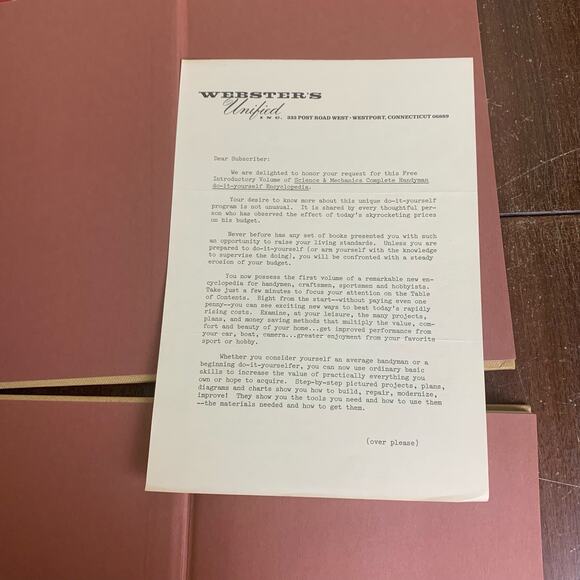 WEBSTER'S
Unified
INC. 333 POST ROAD WEST · WESTPORT, CONNECTICUT 06889
Dear Subscriber:
We are delighted to honor your request for this Free
Introductory Volume of Science & Mechanics Complete Handyman
do-it-yourself Encyclopedia.
Your desire to know more about this unique do-it-yourself
program is not unusual. It is shared by every thoughtful per-
son who has observed the effect of today's skyrocketing prices
on his budget.
Never before has any set of books presented you with such
an opportunity to raise your living standards. Unless you are
prepared to do-it-yourself (or arm yourself with the knowledge
to supervise the doing), you will be confronted with a steady
erosion of your budget.
You now possess the first volume of a remarkable new en-
cyclopedia for handymen, craftsmen, sportsmen and hobbyists.
Take just a few minutes to focus your attention on the Table
of Contents. Right from the start--without paying even one
penny--you can see exciting new ways to beat today's rapidly
rising costs. Examine, at your leisure, the many projects,
plans, and money saving methods that multiply the value, com-
fort and beauty of your home...get improved performance from
your car, boat, camera...greater enjoyment from your favorite
sport or hobby.
Whether you consider yourself an average handyman or a
beginning do-it-yourselfer, you can now use ordinary basic
skills to increase the value of practically everything you
own or hope to acquire. Step-by-step pictured projects, plans,
diagrams and charts show you how to build, repair, modernize,
improve! They show you the tools you need and how to use them
--the materials needed and how to get them.
(over please)